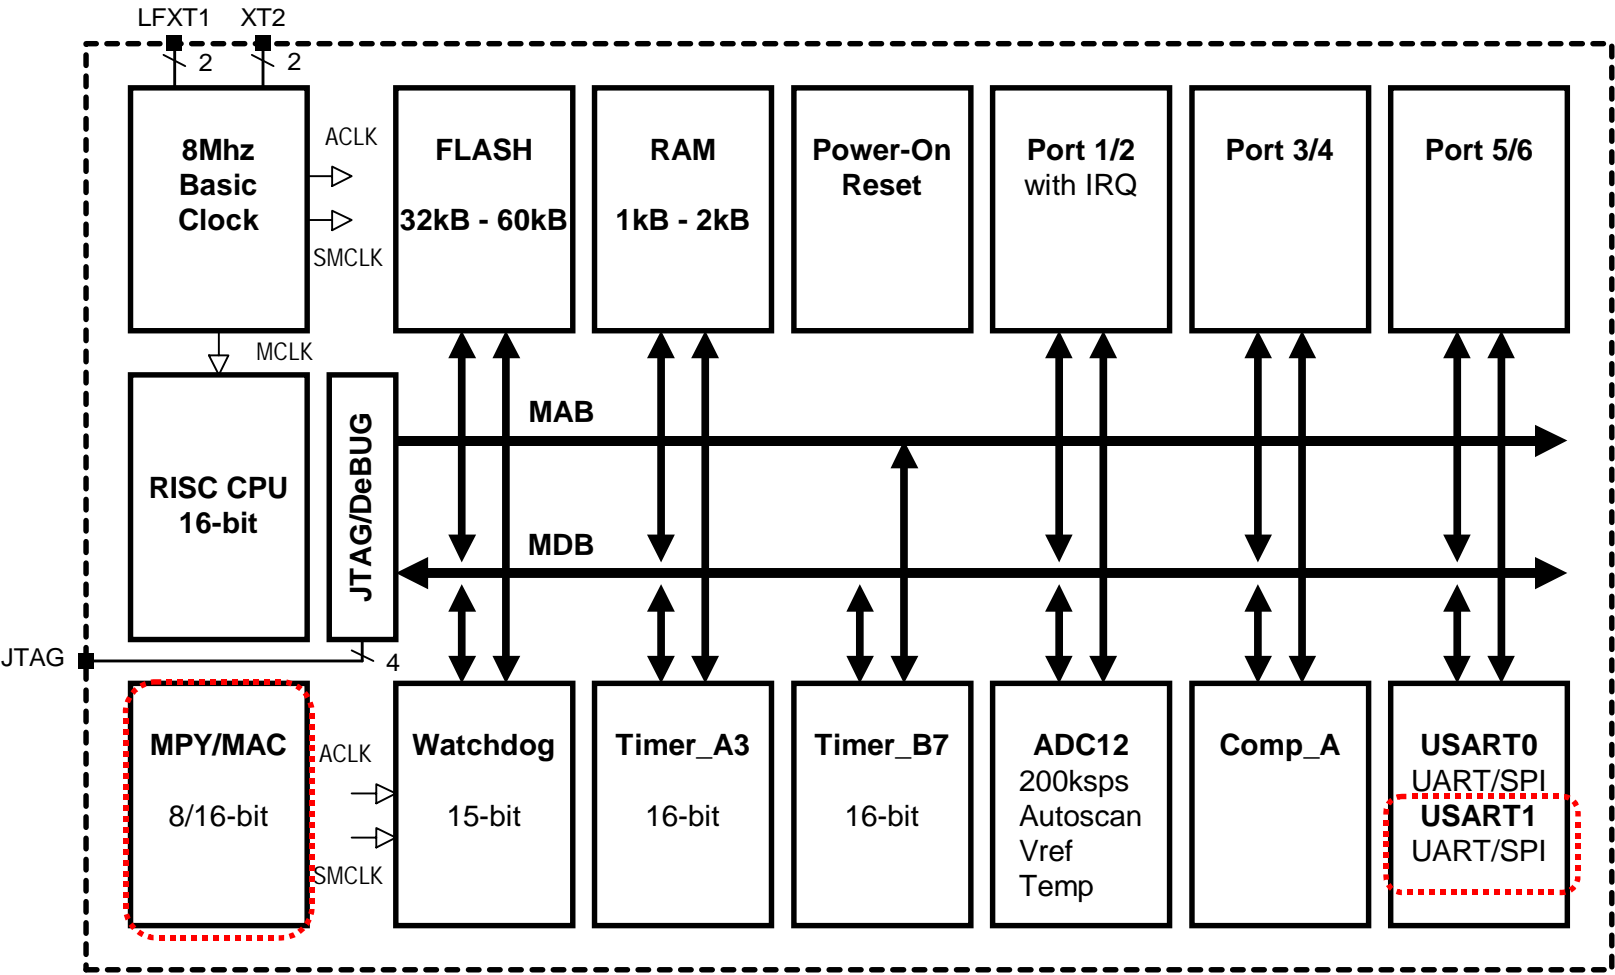 LFXT1
XT2
2
2
8Mhz
Basic
Clock
ACLK
SMCLK
FLASH
32kB - 60kB
RAM
1kB - 2kB
Power-On
Reset
Port 1/2
with IRQ
Port 3/4
Port 5/6
MCLK
RISC CPU
16-bit
JTAG/DeBUG
MAB
MDB
JTAG
4
MPY/MAC
8/16-bit
ACLK
SMCLK
Watchdog
15-bit
Timer_A3
16-bit
Timer_B7
16-bit
ADC12
200ksps
Autoscan
Vref
Temp
Comp_A
USART0
UART/SPI
USART1
UART/SPI